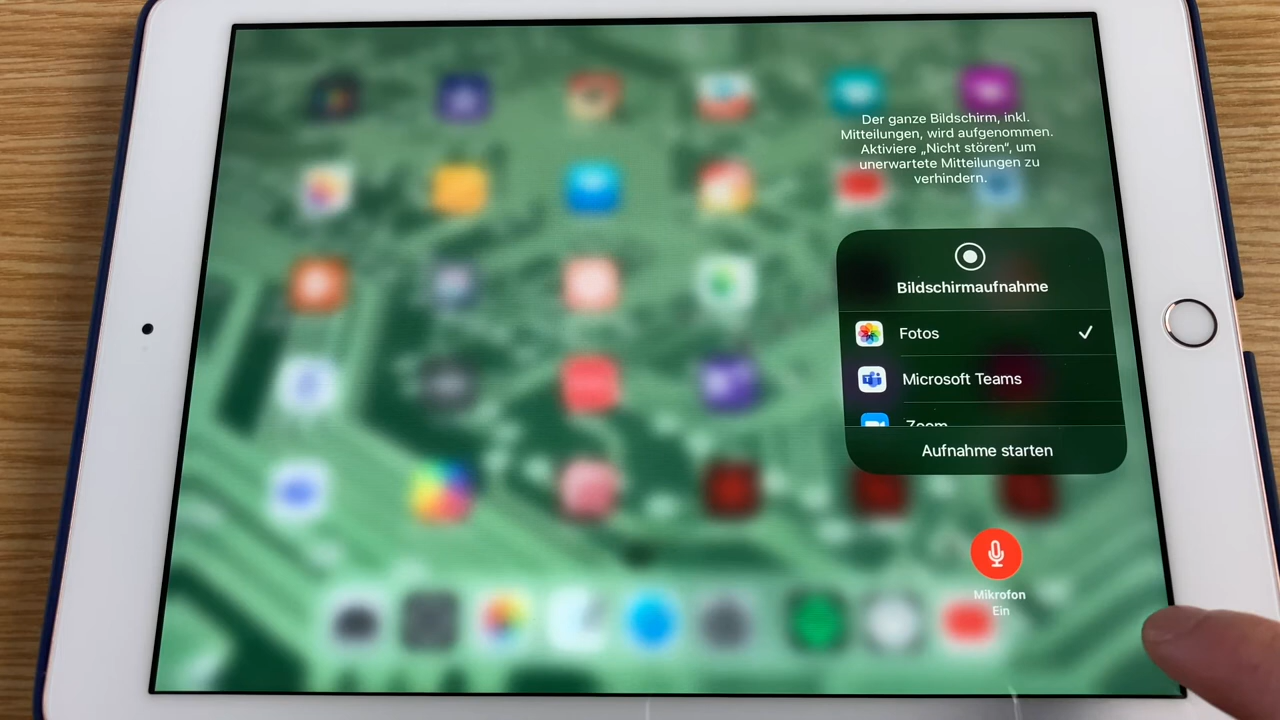 Der ganze Bildschirm, inkl.
Mitteilungen, wird aufgenommen.
Aktiviere „Nicht stören“, um
unerwartete Mitteilungen zu
verhindern.
Bildschirmaufnahme
Fotos
Microsoft Teams
Zoom
Aufnahme starten
Mikrofon
Ein